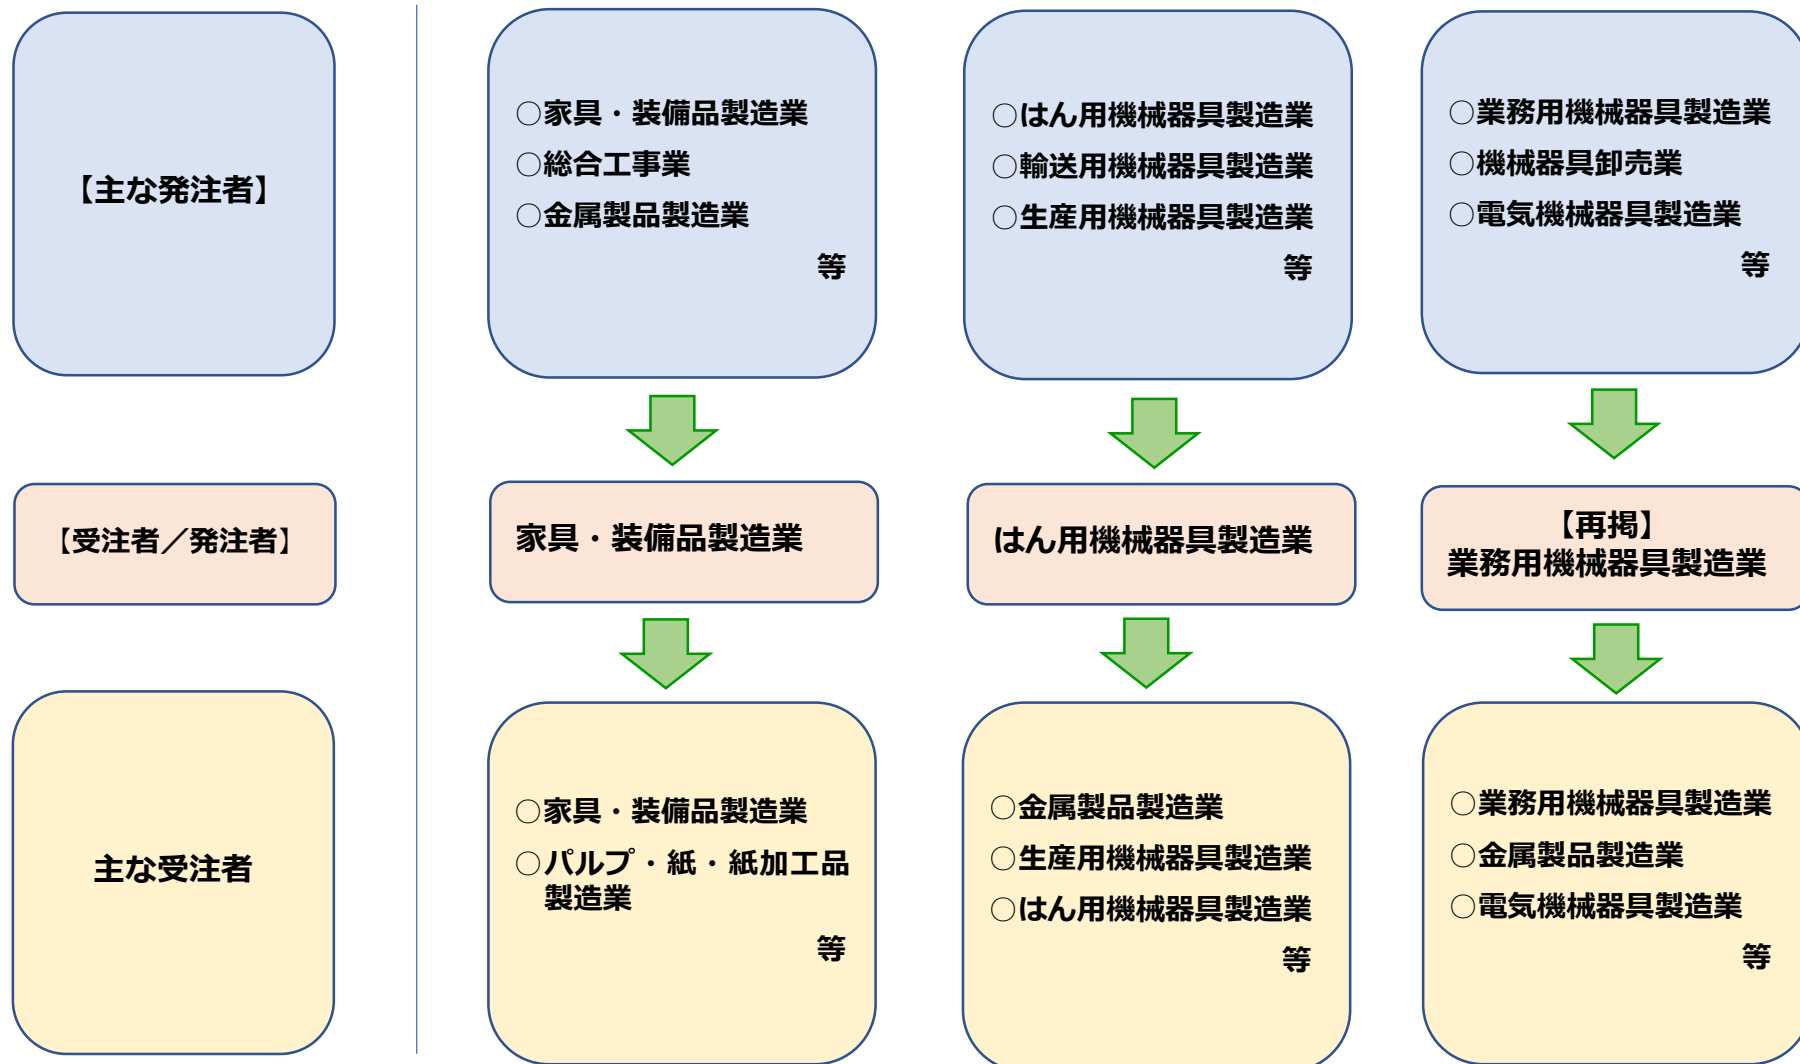 【主な発注者】
○家具・装備品製造業
○総合工事業
○金属製品製造業
等
○はん用機械器具製造業
○輸送用機械器具製造業
○生産用機械器具製造業
等
○業務用機械器具製造業
○機械器具卸売業
○電気機械器具製造業
等
【受注者／発注者】
家具・装備品製造業
はん用機械器具製造業
【再掲】
業務用機械器具製造業
主な受注者
○家具・装備品製造業
○パルプ・紙・紙加工品
製造業
等
○金属製品製造業
○生産用機械器具製造業
○はん用機械器具製造業
等
○業務用機械器具製造業
○金属製品製造業
○電気機械器具製造業
等